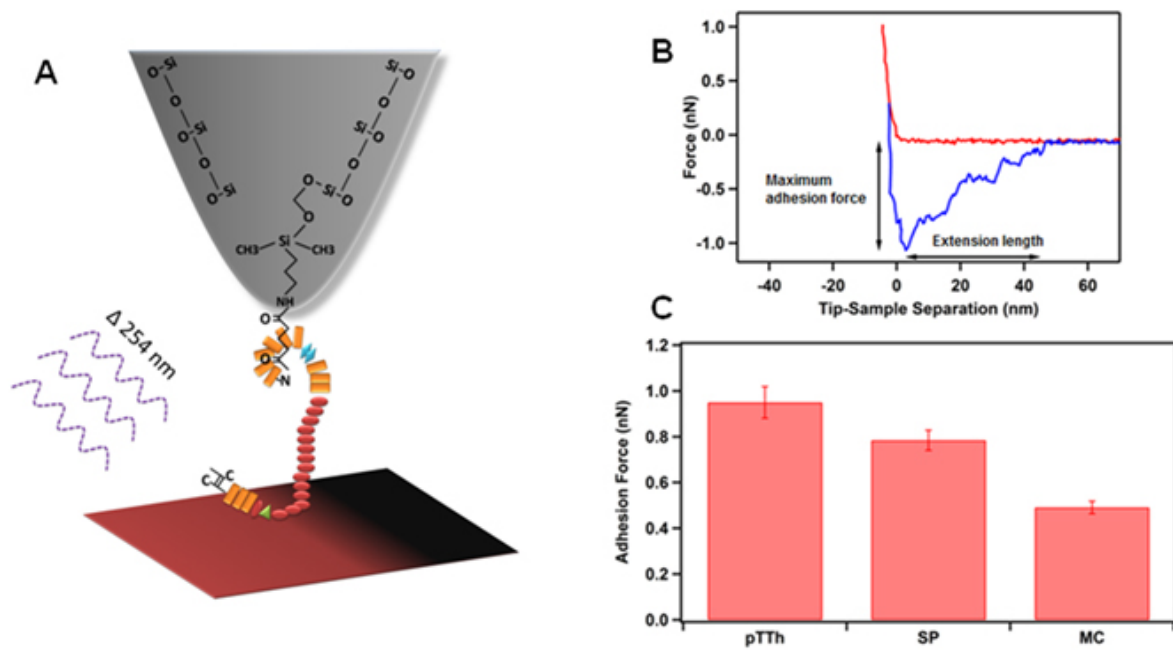 A
O-Si
O
Si-O
O
O-Si
Si-O
O
Si-O
O
O-Si-O
O
CH3 Si CH3
NH
O
O
N
Δ 254 nm
C
C
B
1.0
0.5
0.0
-0.5
-1.0
Force (nN)
Maximum
adhesion force
Extension length
-40 -20 0 20 40 60
Tip-Sample Separation (nm)
C
1.2
1.0
0.8
0.6
0.4
0.2
0.0
Adhesion Force (nN)
pTTh SP MC